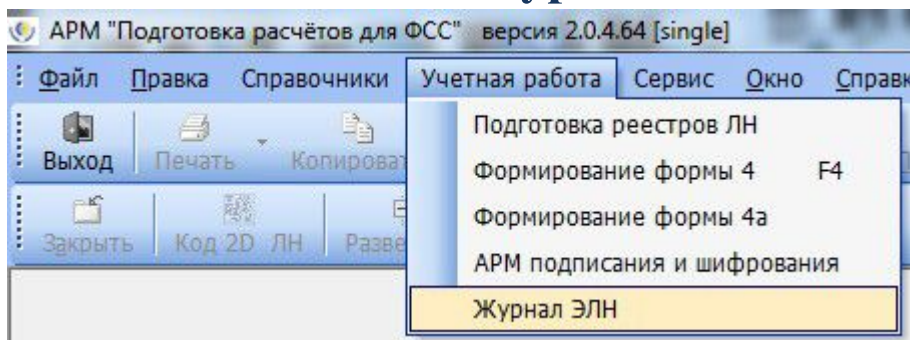 АРМ "Подготовка расчётов для ФСС" версия 2.0.4.64 [single]
Файл Правка Справочники Учетная работа Сервис Окно
Выход Печать
Закрыть Код 2D ЛН
Подготовка реестров ЛН
Формирование формы 4 F4
Формирование формы 4а
АРМ подписания и шифрования
Журнал ЭЛН